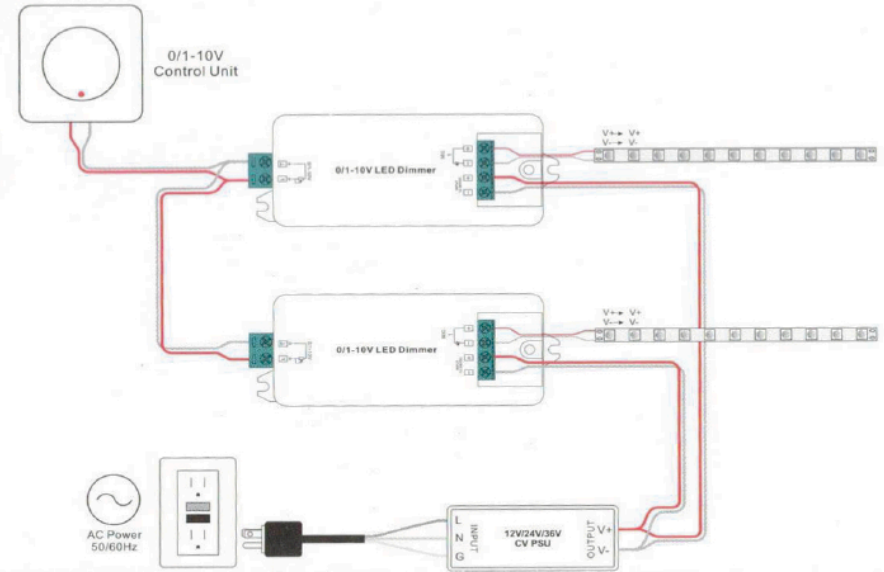 0/1-10V
Control Unit
0/1-10V LED Dimmer
V+ V+
V- V-
0/1-10V LED Dimmer
V+ V+
V- V-
AC Power
50/60Hz
L
N
G
INPUT
12V/24V/36V
CV PSU
OUTPUT
V+
V-